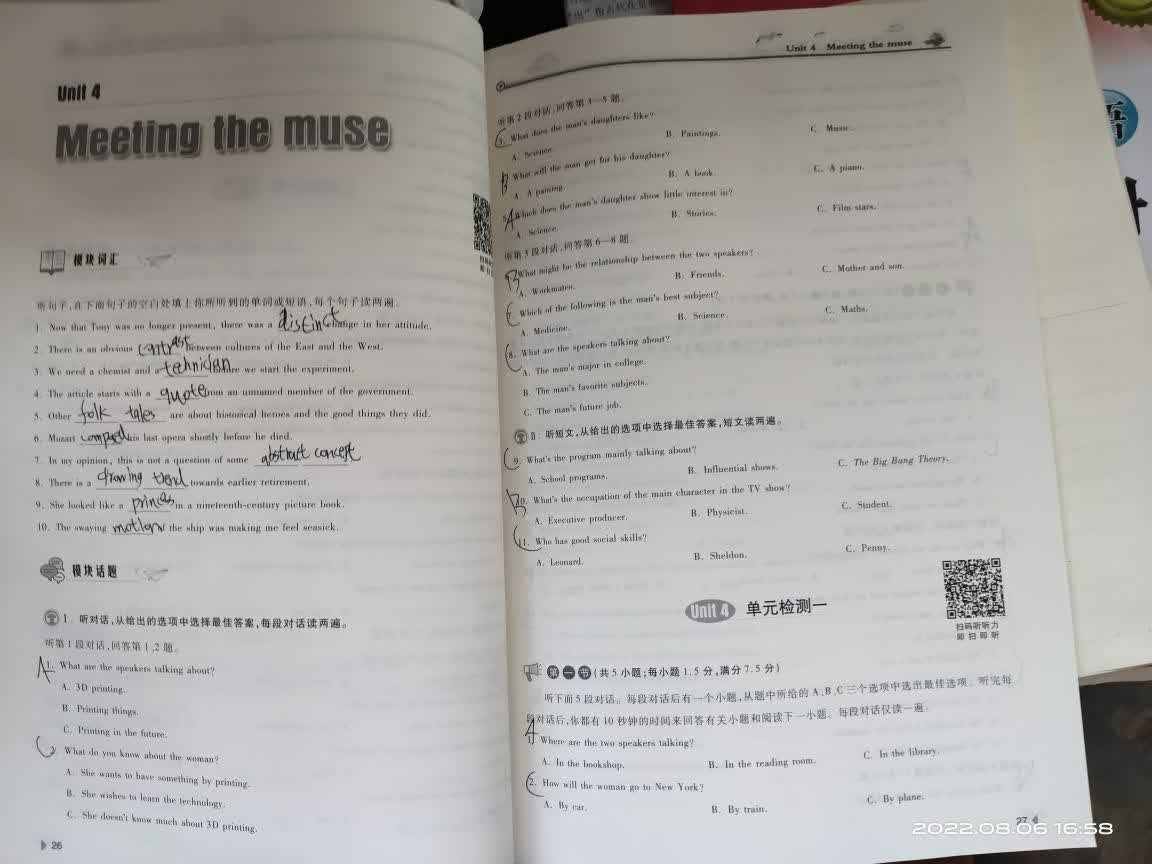 Unit 4
Meeting the muse
模块词汇
听句子,在下面句子的空白处填上你所听到的单词或短语,每个句子读两遍。
1. Now that Tony was no longer present, there was a distinct change in her attitude.
2. There is an obvious contrast between cultures of the East and the West.
3. We need a chemist and a technician before we start the experiment.
4. The article starts with a quote from an unnamed member of the government.
5. Other folk tales are about historical heroes and the good things they did.
6. Mozart composed his last opera shortly before he died.
7. In my opinion, this is not a question of some abstract concept
8. There is a growing trend towards earlier retirement.
9. She looked like a princess in a nineteenth-century picture book.
10. The swaying motion of the ship was making me feel seasick.
模块话题
Ⅰ. 听对话,从给出的选项中选择最佳答案,每段对话读两遍。
听第1段对话,回答第1、2题。
A 1. What are the speakers talking about?
A. 3D printing.
B. Printing things.
C. Printing in the future.
C 2. What do you know about the woman?
A. She wants to have something by printing.
B. She wishes to learn the technology.
C. She doesn't know much about 3D printing.
26
Unit 4 Meeting the muse
听第2段对话,回答第3—5题。
C 3. What does the man's daughters like?
A. Science. B. Paintings. C. Music.
B What will the man get for his daughter?
A. A painting. B. A book. C. A piano.
5. A Which does the man's daughter show little interest in?
A. Science. B. Stories. C. Film stars.
听第3段对话,回答第6—8题。
B What might be the relationship between the two speakers?
A. Workmates. B. Friends. C. Mother and son.
C 7. Which of the following is the man's best subject?
A. Medicine. B. Science. C. Maths.
C 8. What are the speakers talking about?
A. The man's major in college.
B. The man's favorite subjects.
C. The man's future job.
Ⅱ. 听短文,从给出的选项中选择最佳答案,短文读两遍。
C 9. What's the program mainly talking about?
A. School programs. B. Influential shows. C. The Big Bang Theory.
B 10. What's the occupation of the main character in the TV show?
A. Executive producer. B. Physicist. C. Student.
C 11. Who has good social skills?
A. Leonard. B. Sheldon. C. Penny.
Unit 4 单元检测一
扫码听听力
即扫即听
第一节 (共5小题;每小题1.5分,满分7.5分)
听下面5段对话。每段对话后有一个小题,从题中所给的A、B、C三个选项中选出最佳选项。听完每
段对话后,你都有10秒钟的时间来回答有关小题和阅读下一小题。每段对话仅读一遍。
A Where are the two speakers talking?
A. In the bookshop. B. In the reading room. C. In the library.
C 2. How will the woman go to New York?
A. By car. B. By train. C. By plane.
27
2022.08.06 16:58